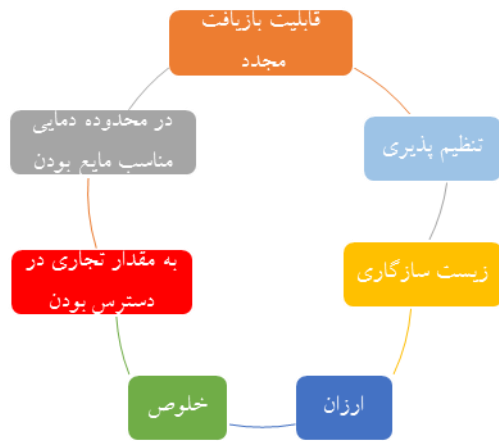 قابلیت بازیافت
مجدد
تنظیم پذیری
زیست سازگاری
ارزان
خلوص
به مقدار تجاری در
دسترس بودن
در محدوده دمایی
مناسب مایع بودن